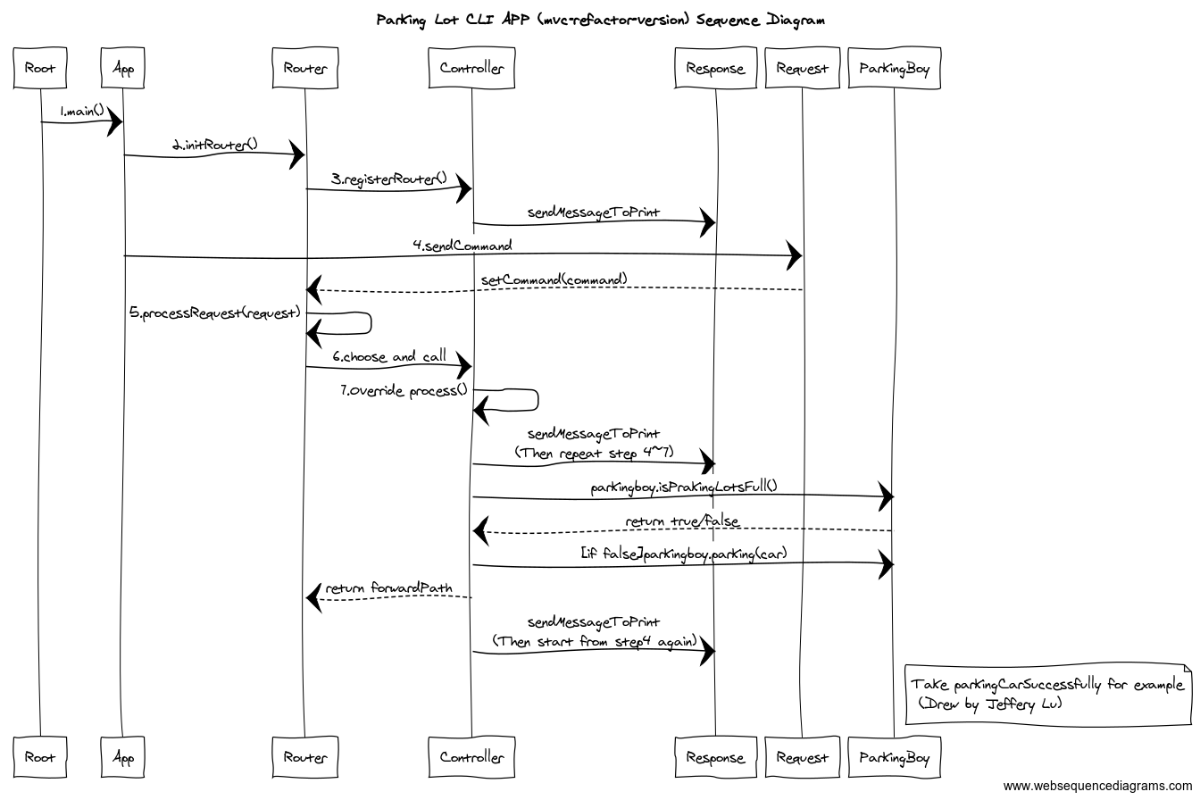 Parking Lot CLI APP (mvc-refactor-version) Sequence Diagram
Root
App
Router
Controller
Response
Request
ParkingBoy
1.main()
2.initRouter()
3.registerRouter()
sendMessageToPrint
4.sendCommand
setCommand(command)
5.processRequest(request)
6.choose and call
7.Override process()
sendMessageToPrint
(Then repeat step 4~7)
parkingboy.isPrakingLotsFull()
return true/false
[if false]parkingboy.parking(car)
return forwardPath
sendMessageToPrint
(Then start from step4 again)
Take parkingCarSuccessfully for example
(Drew by Jeffery Lu)
Root
App
Router
Controller
Response
Request
ParkingBoy
www.websequencediagrams.com